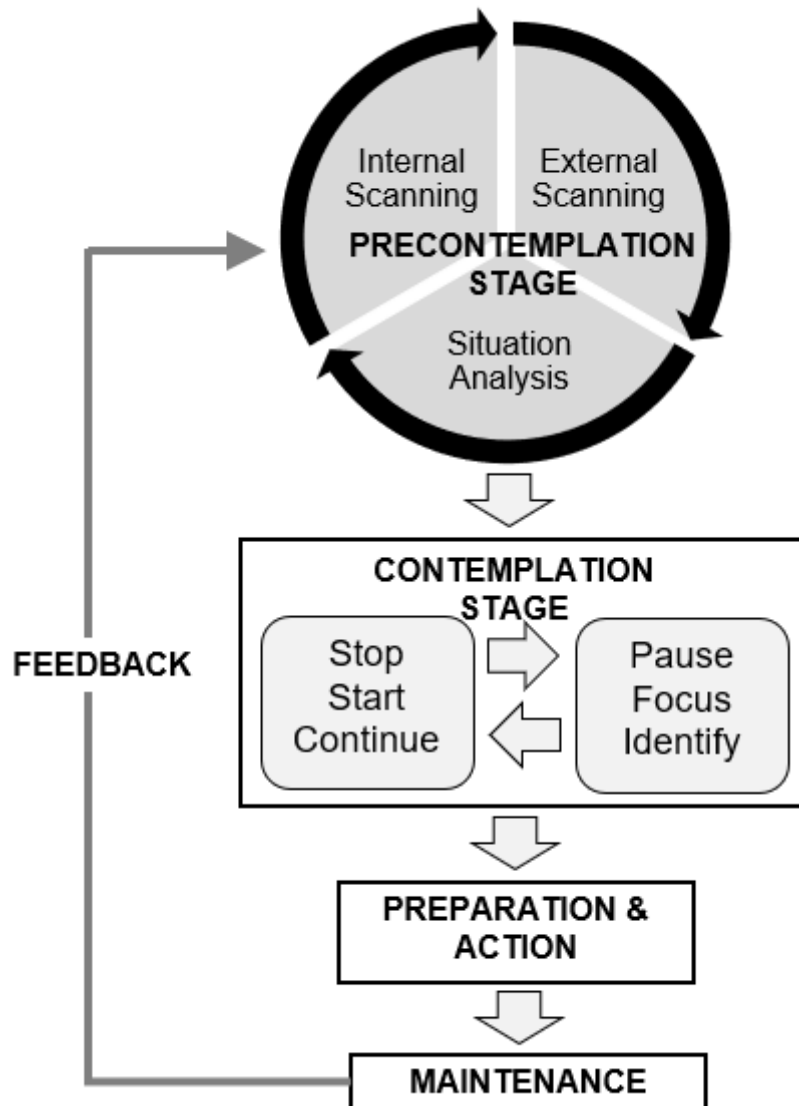 Internal
Scanning
External
Scanning
PRECONTEMPLATION
STAGE
Situation
Analysis
CONTEMPLATION
STAGE
Stop
Start
Continue
Pause
Focus
Identify
FEEDBACK
PREPARATION &
ACTION
MAINTENANCE